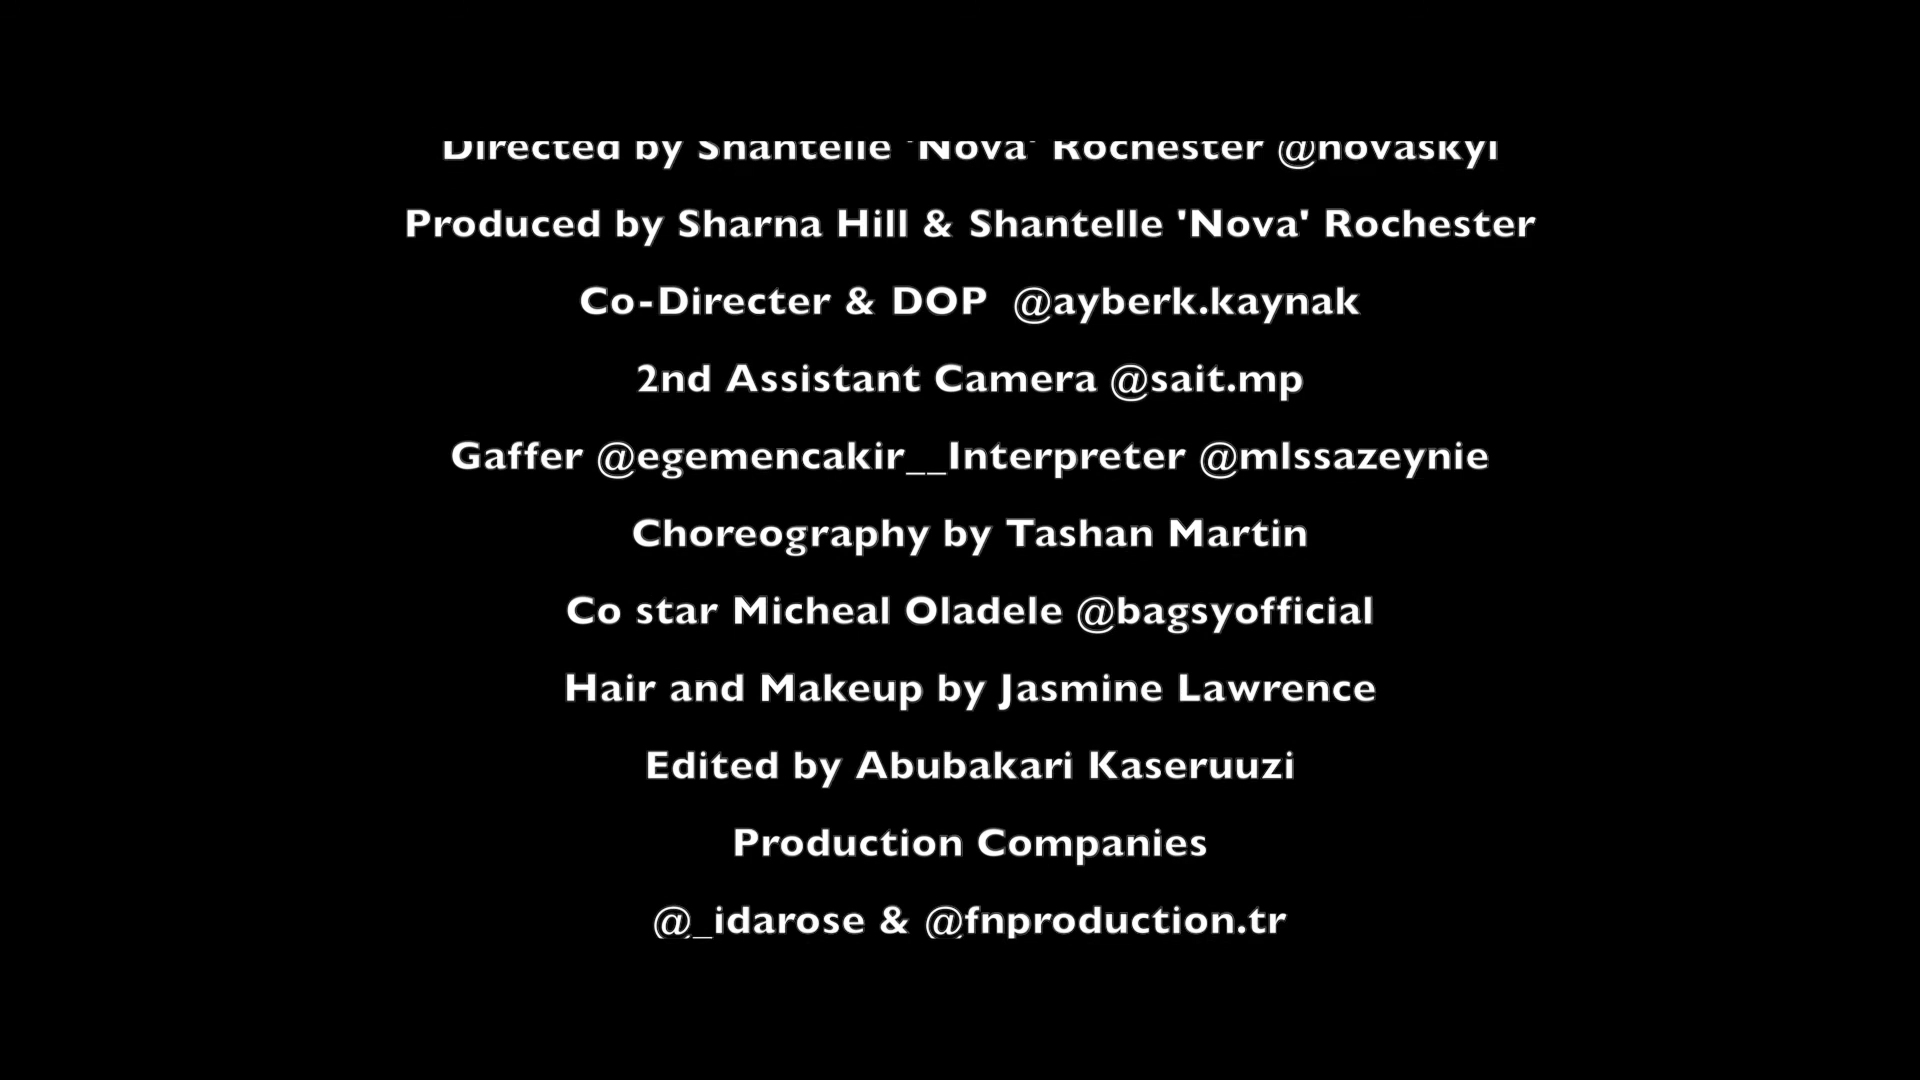 Directed by Shantelle 'Nova' Rochester @novaskyl
Produced by Sharna Hill & Shantelle 'Nova' Rochester
Co-Directer & DOP @ayberk.kaynak
2nd Assistant Camera @sait.mp
Gaffer @egemencakir__Interpreter @mlssazeynie
Choreography by Tashan Martin
Co star Micheal Oladele @bagsyofficial
Hair and Makeup by Jasmine Lawrence
Edited by Abubakari Kaseruuzi
Production Companies
@_idarose & @fnproduction.tr